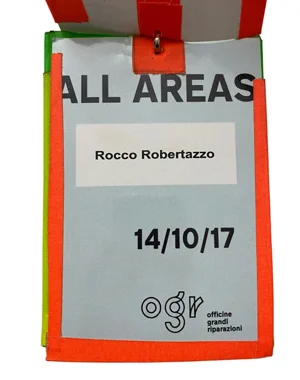 ALL AREAS
Rocco Robertazzo
14/10/17
ogr officine
grandi
riparazioni